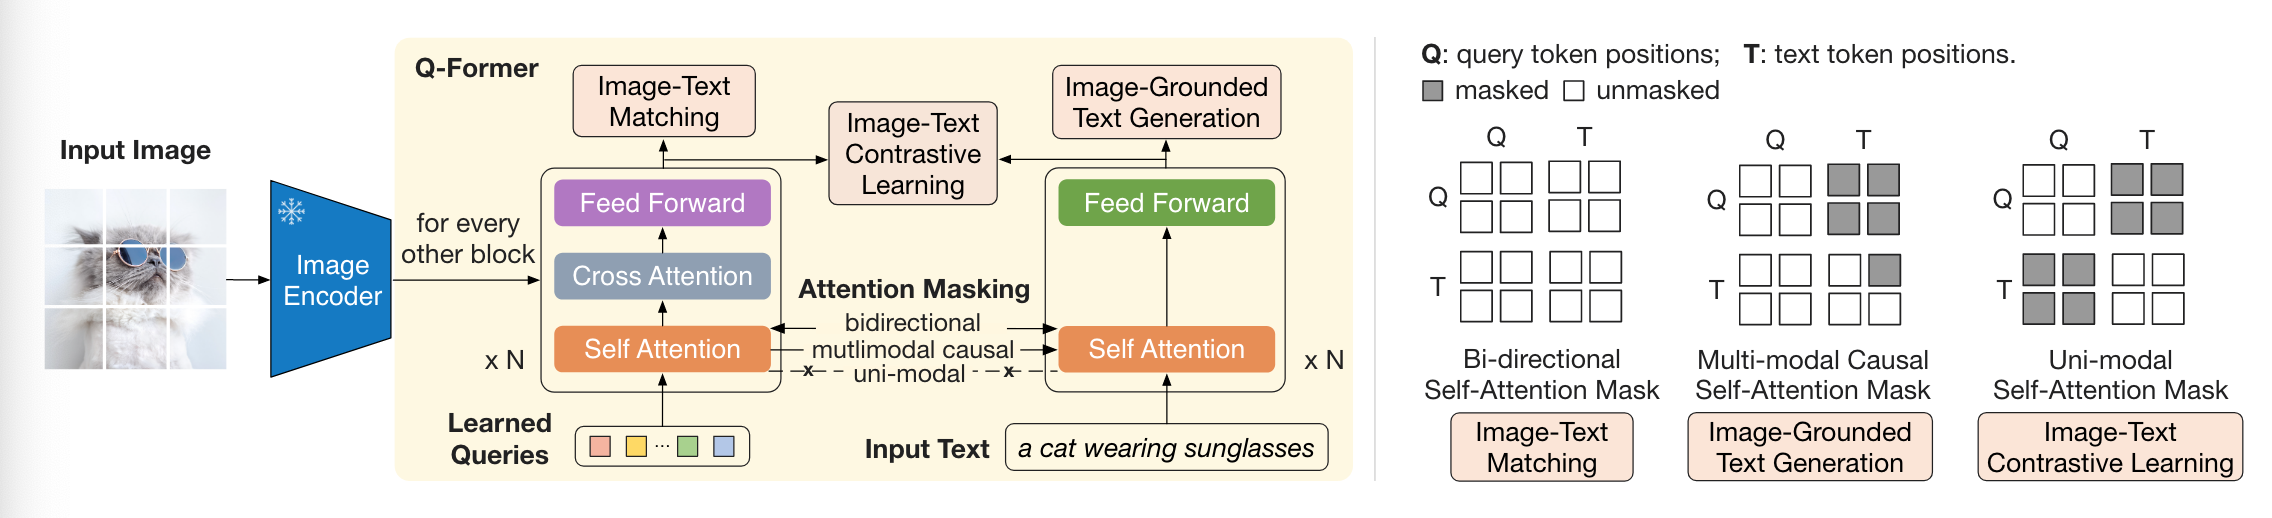 Q-Former
Image-Text
Matching
Image-Text
Contrastive
Learning
Image-Grounded
Text Generation
Input Image
Image
Encoder
for every
other block
Feed Forward
Cross Attention
Self Attention
x N
Attention Masking
bidirectional
mutlimodal causal
x uni-modal x
Feed Forward
Self Attention
x N
Learned
Queries
...
Input Text
a cat wearing sunglasses
Q: query token positions; T: text token positions.
masked unmasked
Q T
Q
T
Bi-directional
Self-Attention Mask
Image-Text
Matching
Q T
Q
T
Multi-modal Causal
Self-Attention Mask
Image-Grounded
Text Generation
Q T
Q
T
Uni-modal
Self-Attention Mask
Image-Text
Contrastive Learning